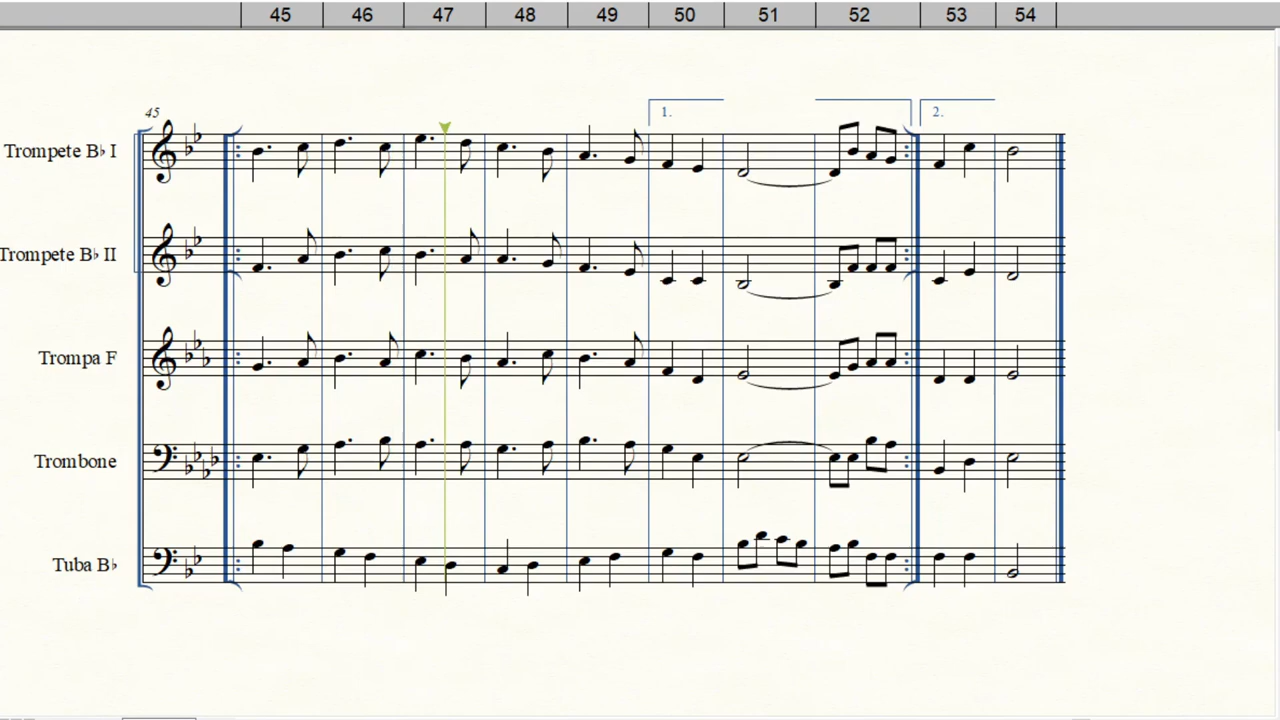 45 46 47 48 49 50 51 52 53 54
45
1. 2.
Trompete B♭ I
Trompete B♭ II
Trompa F
Trombone
Tuba B♭